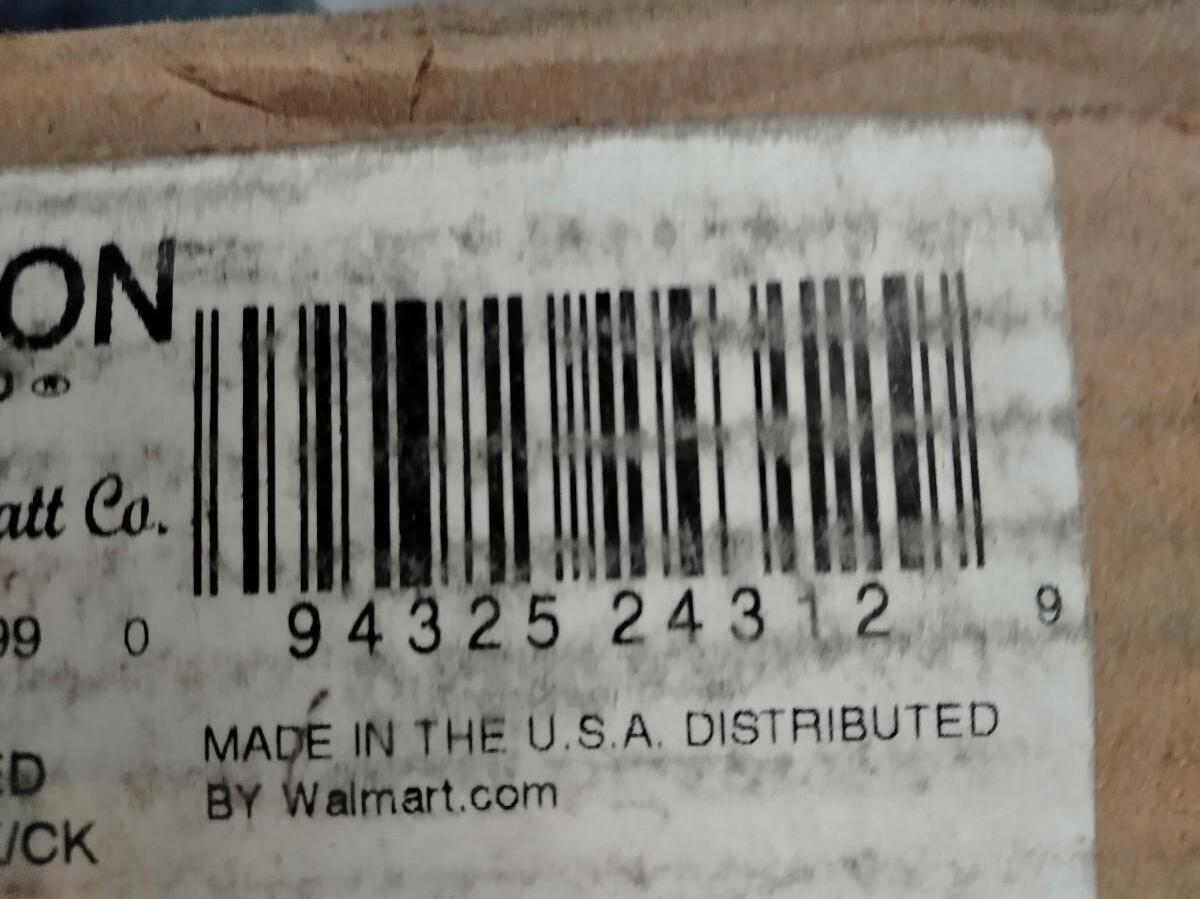 ON
®
att Co.
99
0 94325 24312 9
MADE IN THE U.S.A. DISTRIBUTED
BY Walmart.com
ED
/CK